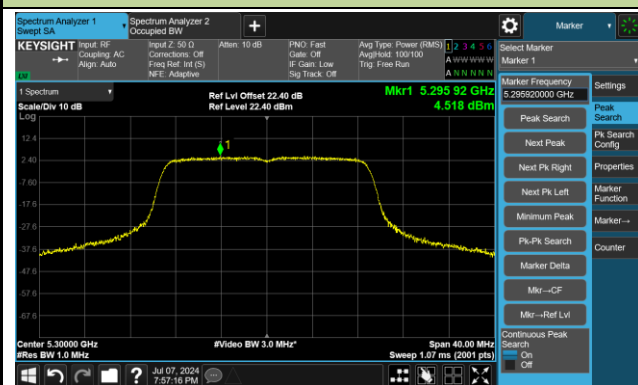 Spectrum Analyzer 1
Swept SA
Spectrum Analyzer 2
Occupied BW
+
Marker
KEYSIGHT
Input: RF
Coupling: AC
Align: Auto
Input Z: 50 Ω
Corrections: Off
Freq Ref: Int (S)
NFE: Adaptive
Atten: 10 dB
PNO: Fast
Gate: Off
IF Gain: Low
Sig Track: Off
Avg Type: Power (RMS)
Avg|Hold: 100/100
Trig: Free Run
1 2 3 4 5 6
A W W W W W
A N N N N N
LXI
Select Marker
Marker 1
1 Spectrum
Scale/Div 10 dB
Log
Ref Lvl Offset 22.40 dB
Ref Level 22.40 dBm
Mkr1 5.295 92 GHz
4.518 dBm
1
12.4
2.40
-7.60
-17.6
-27.6
-37.6
-47.6
-57.6
-67.6
Center 5.30000 GHz
#Res BW 1.0 MHz
#Video BW 3.0 MHz*
Span 40.00 MHz
Sweep 1.07 ms (2001 pts)
Marker Frequency
5.295920000 GHz
Peak Search
Next Peak
Next Pk Right
Next Pk Left
Minimum Peak
Pk-Pk Search
Marker Delta
Mkr→CF
Mkr→Ref Lvl
Continuous Peak
Search
On
Off
Settings
Peak
Search
Pk Search
Config
Properties
Marker
Function
Marker→
Counter
?
Jul 07, 2024
7:57:16 PM